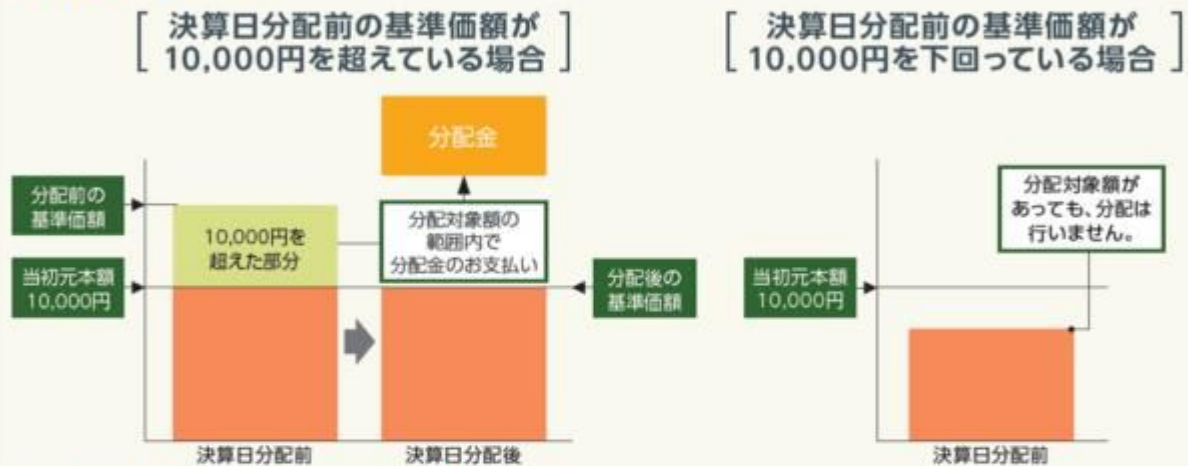 決算日分配前の基準価額が
10,000円を超えている場合
分配金
分配前の
基準価額
10,000円を
超えた部分
分配対象額の
範囲内で
分配金のお支払い
当初元本額
10,000円
分配後の
基準価額
決算日分配前
決算日分配後
決算日分配前の基準価額が
10,000円を下回っている場合
分配対象額が
あっても、分配は
行いません。
当初元本額
10,000円
決算日分配前